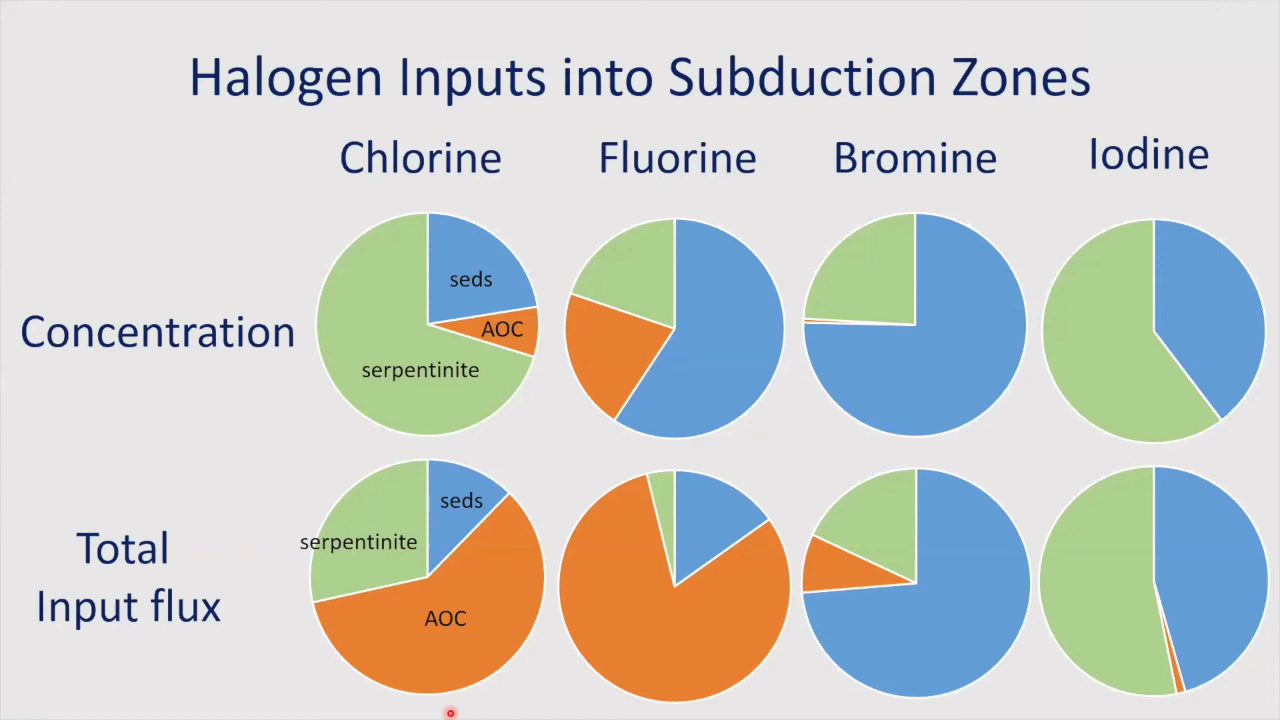 Halogen Inputs into Subduction Zones
Chlorine
Fluorine
Bromine
Iodine
Concentration
seds
AOC
serpentinite
Total
Input flux
seds
serpentinite
AOC